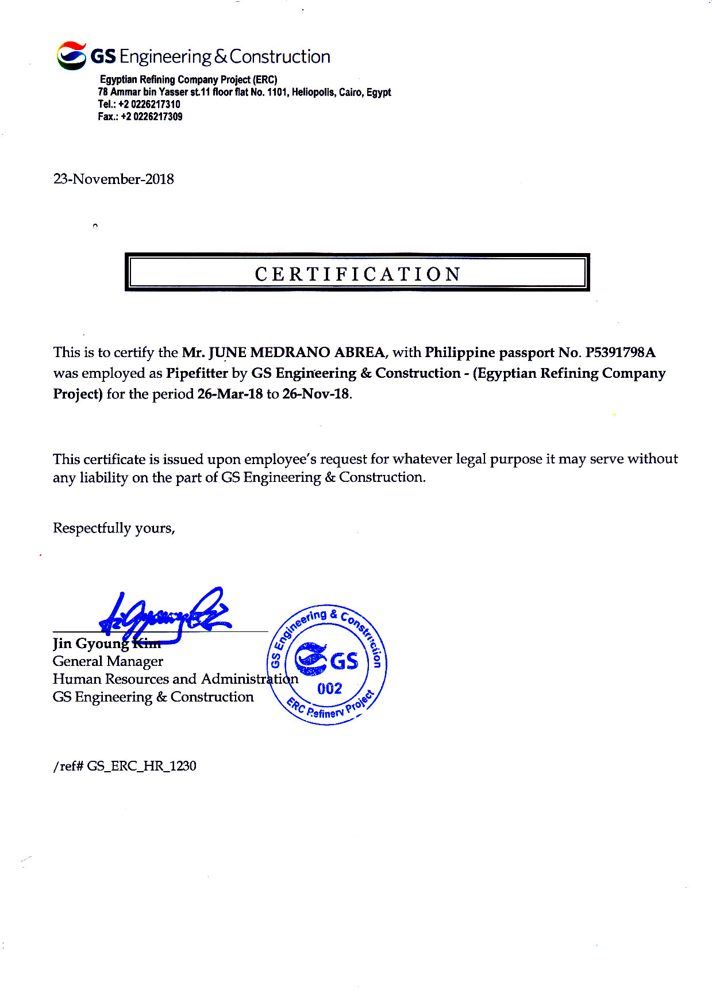 GS Engineering & Construction
Egyptian Refining Company Project (ERC)
78 Ammar bin Yasser st.11 floor flat No. 1101, Heliopolis, Cairo, Egypt
Tel.: +2 0226217310
Fax.: +2 0226217309
23-November-2018
CERTIFICATION
This is to certify the Mr. JUNE MEDRANO ABREA, with Philippine passport No. P5391798A
was employed as Pipefitter by GS Engineering & Construction - (Egyptian Refining Company
Project) for the period 26-Mar-18 to 26-Nov-18.
This certificate is issued upon employee's request for whatever legal purpose it may serve without
any liability on the part of GS Engineering & Construction.
Respectfully yours,
Jin Gyoung Kim
General Manager
Human Resources and Administration
GS Engineering & Construction
GS Engineering & Construction
GS
002
ERC Refinery Project
/ref# GS_ERC_HR_1230